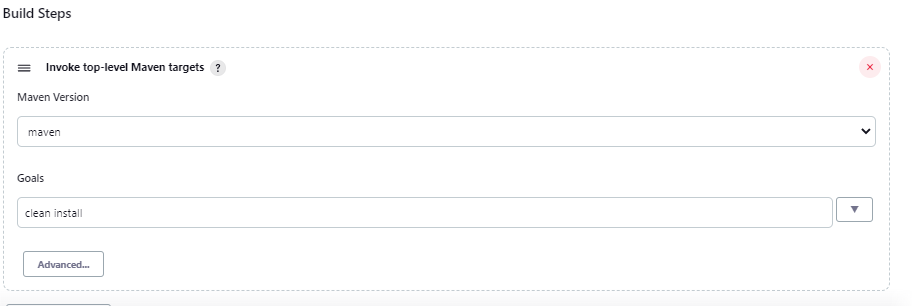 Build Steps
Invoke top-level Maven targets ?
Maven Version
maven
Goals
clean install
Advanced...